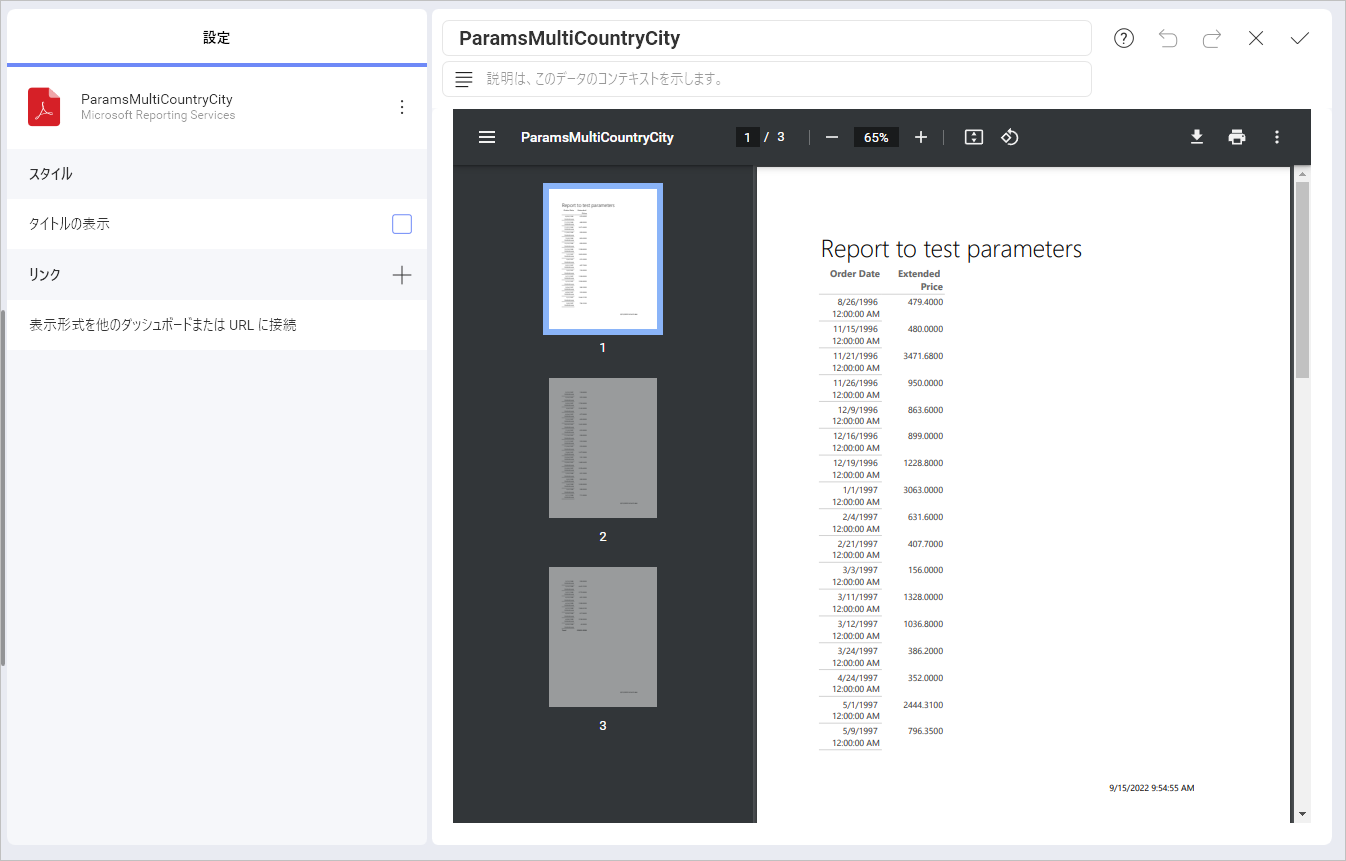 設定
ParamsMultiCountryCity
Microsoft Reporting Services
スタイル
タイトルの表示
リンク
表示形式を他のダッシュボードまたは URL に接続
ParamsMultiCountryCity
説明は、このデータのコンテキストを示します。
ParamsMultiCountryCity
1 / 3
65%
Report to test parameters
1
2
3
Report to test parameters
Order Date Extended
Price
8/26/1996 479.4000
12:00:00 AM
11/15/1996 480.0000
12:00:00 AM
11/21/1996 3471.6800
12:00:00 AM
11/26/1996 950.0000
12:00:00 AM
12/9/1996 863.6000
12:00:00 AM
12/16/1996 899.0000
12:00:00 AM
12/19/1996 1228.8000
12:00:00 AM
1/1/1997 3063.0000
12:00:00 AM
2/4/1997 631.6000
12:00:00 AM
2/21/1997 407.7000
12:00:00 AM
3/3/1997 156.0000
12:00:00 AM
3/11/1997 1328.0000
12:00:00 AM
3/12/1997 1036.8000
12:00:00 AM
3/24/1997 386.2000
12:00:00 AM
4/24/1997 352.0000
12:00:00 AM
5/1/1997 2444.3100
12:00:00 AM
5/9/1997 796.3500
12:00:00 AM
9/15/2022 9:54:55 AM